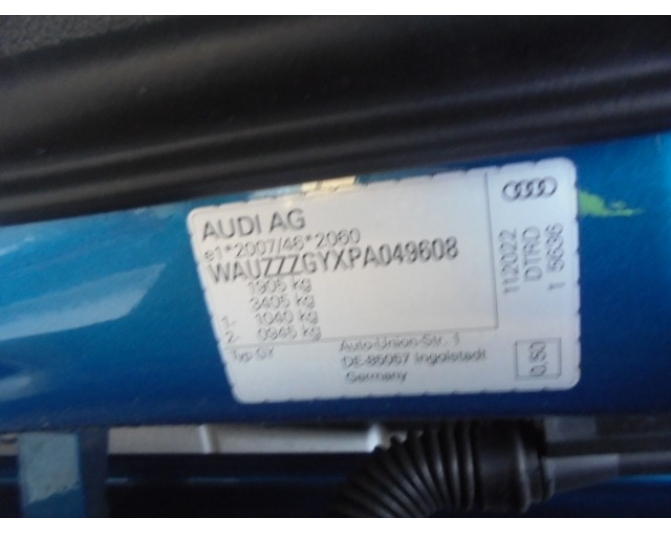 AUDI AG
e1*2007/46*2060
WAUZZZGYXPA049608
1905 kg
3405 kg
1- 1040 kg
2- 0945 kg
Typ GY
Auto-Union-Str. 1
DE-85057 Ingolstadt
Germany
112022
DTRD
1 5636
0,50